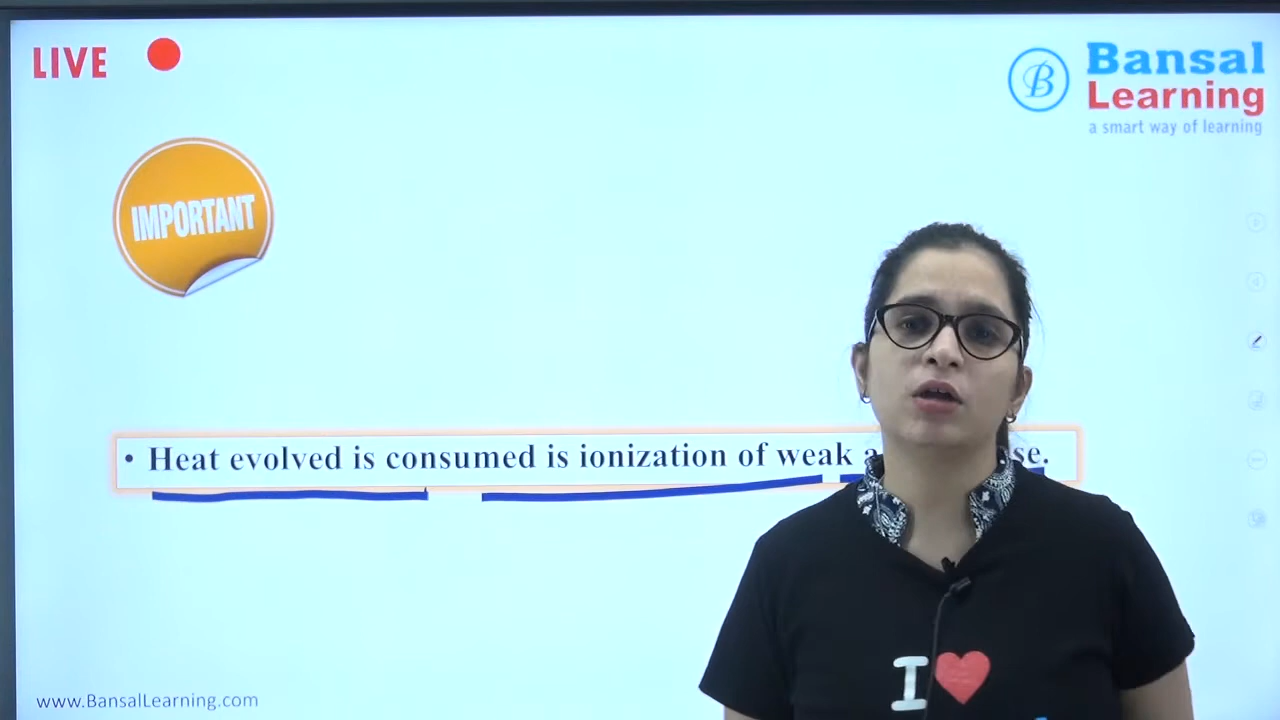 LIVE
B
Bansal
Learning
a smart way of learning
IMPORTANT
• Heat evolved is consumed is ionization of weak
www.BansalLearning.com
I